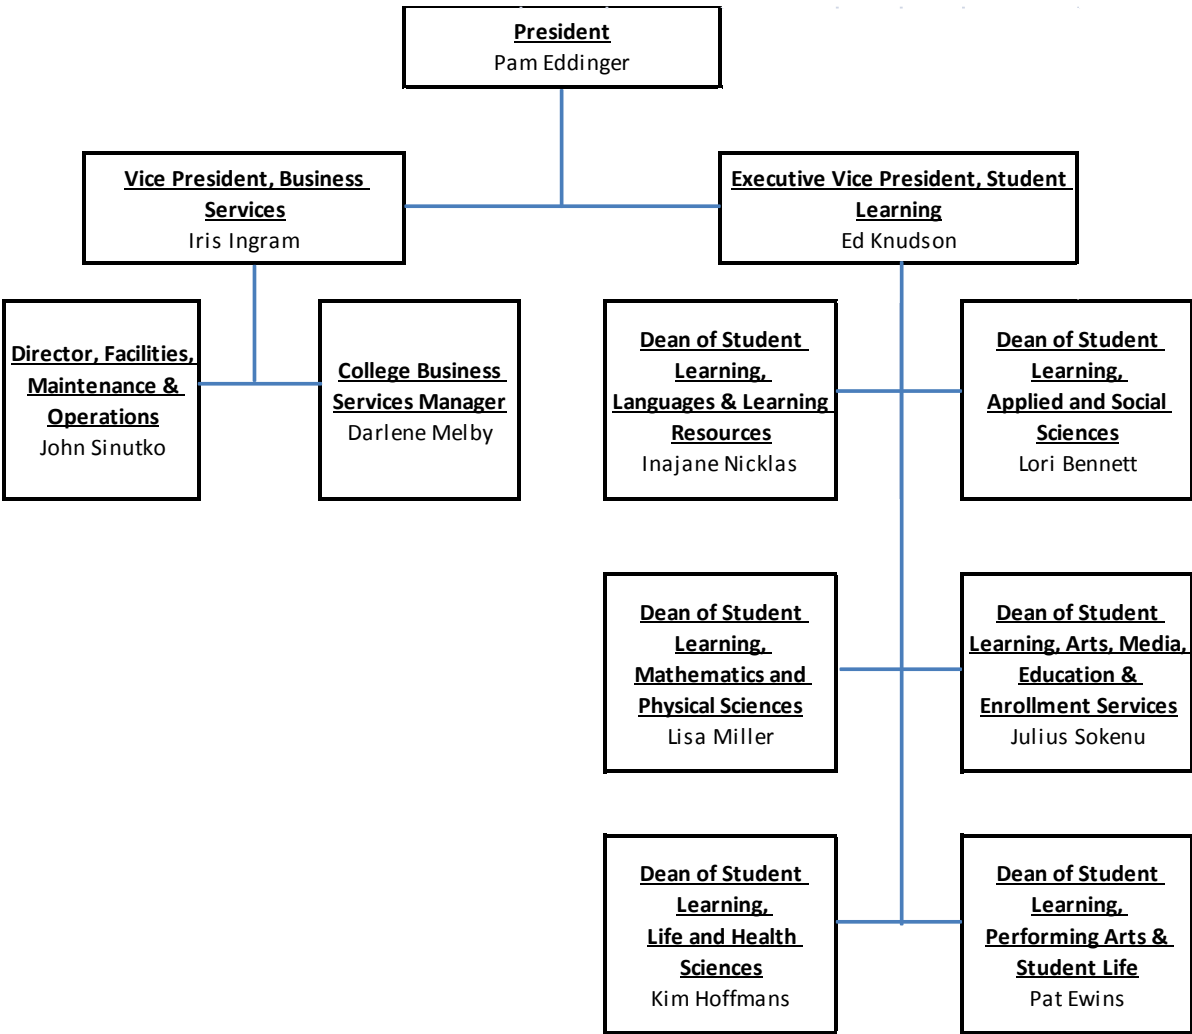 President
Pam Eddinger
Vice President, Business
Services
Iris Ingram
Executive Vice President, Student
Learning
Ed Knudson
Director, Facilities,
Maintenance &
Operations
John Sinutko
College Business
Services Manager
Darlene Melby
Dean of Student
Learning,
Languages & Learning
Resources
Inajane Nicklas
Dean of Student
Learning,
Applied and Social
Sciences
Lori Bennett
Dean of Student
Learning,
Mathematics and
Physical Sciences
Lisa Miller
Dean of Student
Learning, Arts, Media,
Education &
Enrollment Services
Julius Sokenu
Dean of Student
Learning,
Life and Health
Sciences
Kim Hoffmans
Dean of Student
Learning,
Performing Arts &
Student Life
Pat Ewins